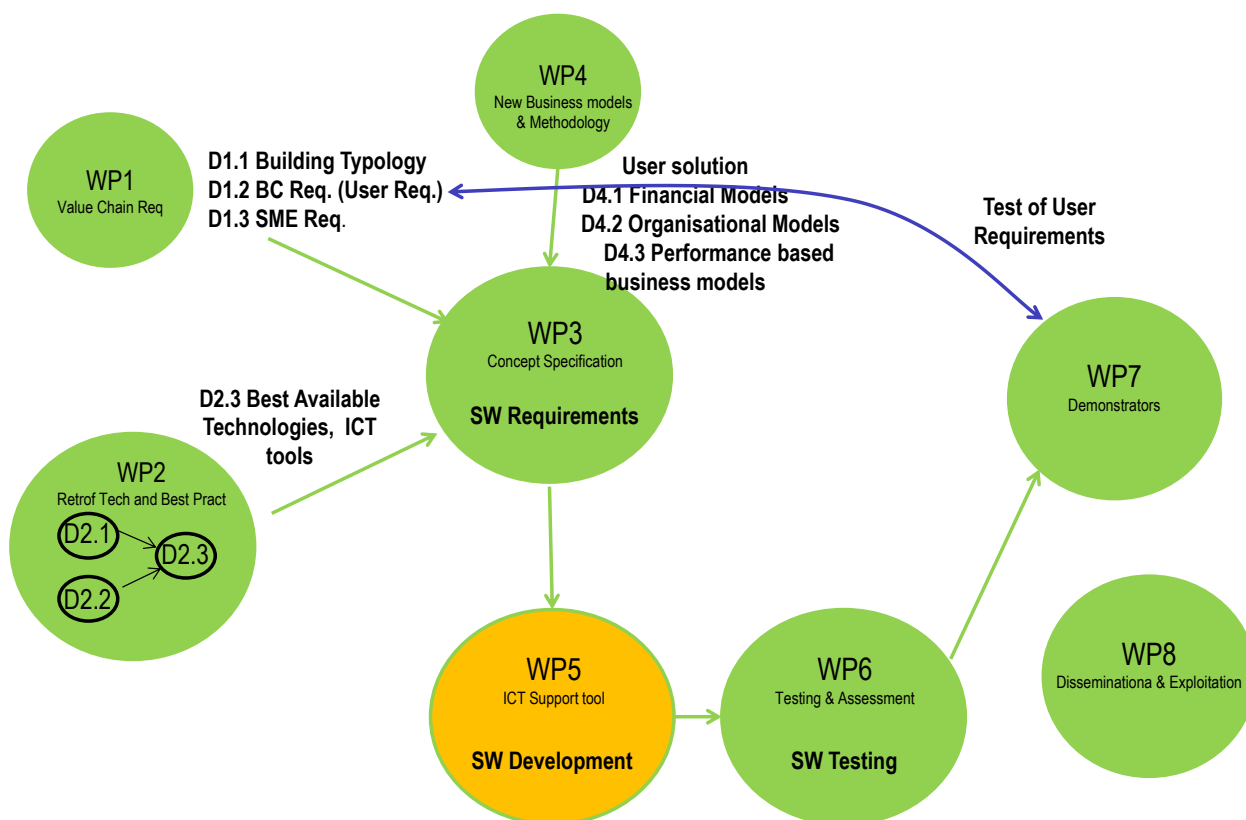 WP4
New Business models
& Methodology
WP1
Value Chain Req
D1.1 Building Typology
D1.2 BC Req. (User Req.)
D1.3 SME Req.
User solution
D4.1 Financial Models
D4.2 Organisational Models
D4.3 Performance based
business models
Test of User
Requirements
WP3
Concept Specification
SW Requirements
WP7
Demonstrators
D2.3 Best Available
Technologies, ICT
tools
WP2
Retrof Tech and Best Pract
D2.1
D2.3
D2.2
WP5
ICT Support tool
SW Development
WP6
Testing & Assessment
SW Testing
WP8
Disseminationa & Exploitation